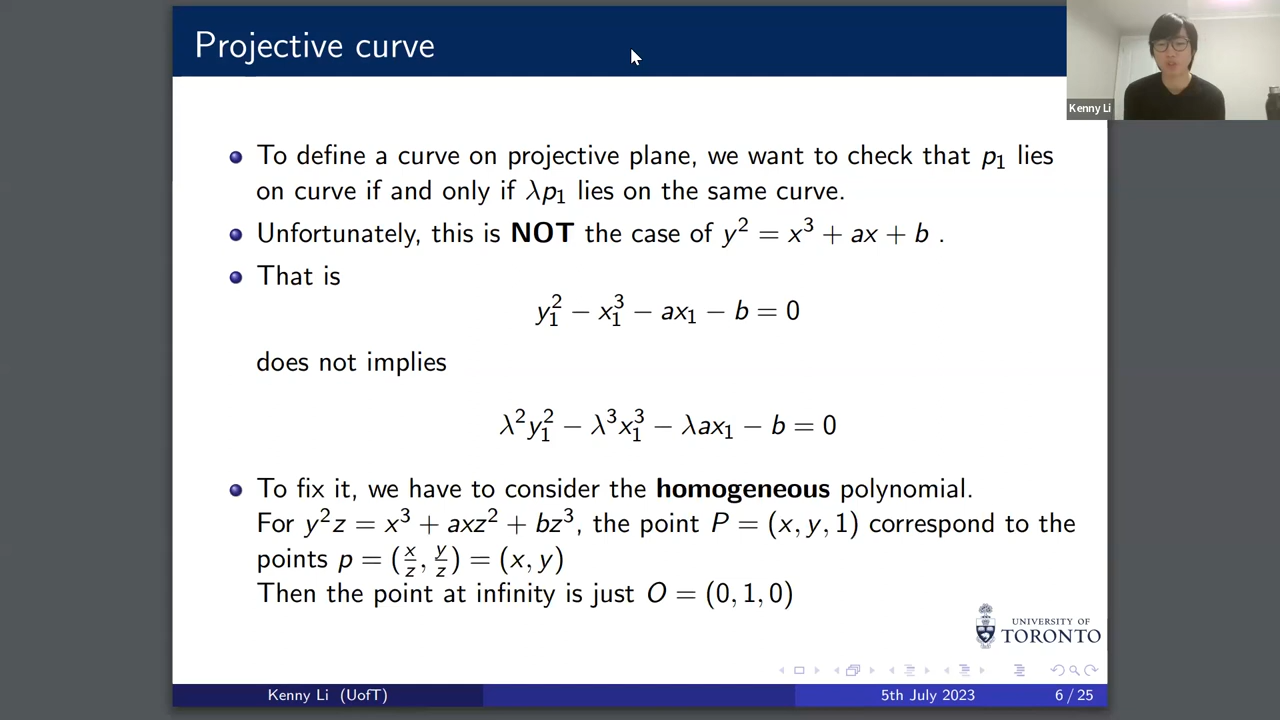 Projective curve
Kenny Li
To define a curve on projective plane, we want to check that p₁ lies
on curve if and only if λp₁ lies on the same curve.
Unfortunately, this is NOT the case of y² = x³ + ax + b .
That is
y₁² − x₁³ − ax₁ − b = 0
does not implies
λ²y₁² − λ³x₁³ − λax₁ − b = 0
To fix it, we have to consider the homogeneous polynomial.
For y²z = x³ + axz² + bz³, the point P = (x, y, 1) correspond to the
points p = (x/z, y/z) = (x, y)
Then the point at infinity is just O = (0, 1, 0)
UNIVERSITY OF
TORONTO
Kenny Li (UofT) 5th July 2023 6 / 25